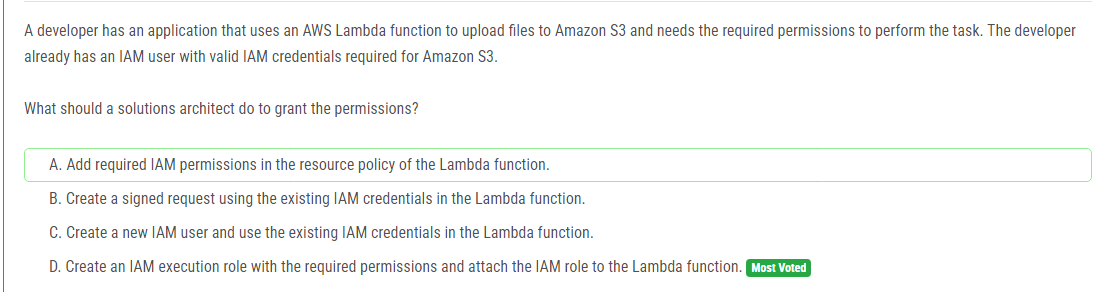 A developer has an application that uses an AWS Lambda function to upload files to Amazon S3 and needs the required permissions to perform the task. The developer
already has an IAM user with valid IAM credentials required for Amazon S3.
What should a solutions architect do to grant the permissions?
A. Add required IAM permissions in the resource policy of the Lambda function.
B. Create a signed request using the existing IAM credentials in the Lambda function.
C. Create a new IAM user and use the existing IAM credentials in the Lambda function.
D. Create an IAM execution role with the required permissions and attach the IAM role to the Lambda function. Most Voted